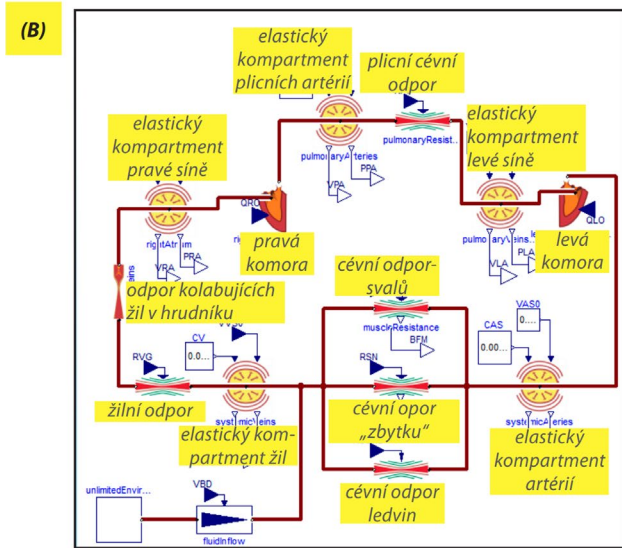 (B)
elastický
kompartment
plicních artérií
plicní cévní
odpor
elastický
kompartment
levé síně
elastický
kompartment
pravé síně
pulmonaryArteries
pulmonaryResist...
PPA
VPA
QRO
rightAtrium
PRA
VRA
pravá
komora
pulmonaryVeins...
PLA
VLA
QLO
levá
komora
odpor kolabujících
žil v hrudníku
cévní odpor-
svalů
muscleResistance
BFM
VAS0
0....
CAS
0.00...
VVS0
CV
0.0...
RVG
RSN
žilní odpor
systemicVeins
elastický kom-
partment žil
cévní opor
„zbytku“
systemicArteries
elastický
kompartment
artérií
cévní odpor
ledvin
unlimitedEnvir...
VBD
fluidInflow